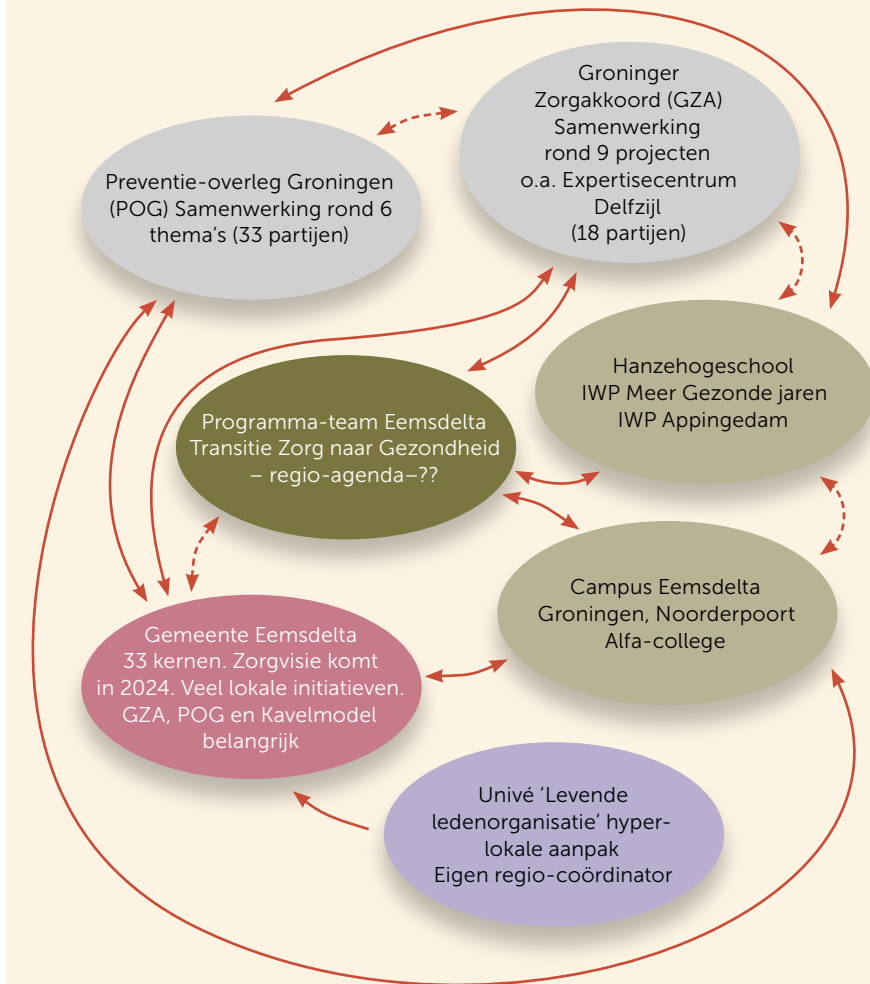 Groninger
Zorgakkoord (GZA)
Samenwerking
rond 9 projecten
o.a. Expertisecentrum
Delfzijl
(18 partijen)
Preventie-overleg Groningen
(POG) Samenwerking rond 6
thema's (33 partijen)
Hanzehogeschool
IWP Meer Gezonde jaren
IWP Appingedam
Programma-team Eemsdelta
Transitie Zorg naar Gezondheid
– regio-agenda–??
Campus Eemsdelta
Groningen, Noorderpoort
Alfa-college
Gemeente Eemsdelta
33 kernen. Zorgvisie komt
in 2024. Veel lokale initiatieven.
GZA, POG en Kavelmodel
belangrijk
Univé ‘Levende
ledenorganisatie’ hyper-
lokale aanpak
Eigen regio-coördinator